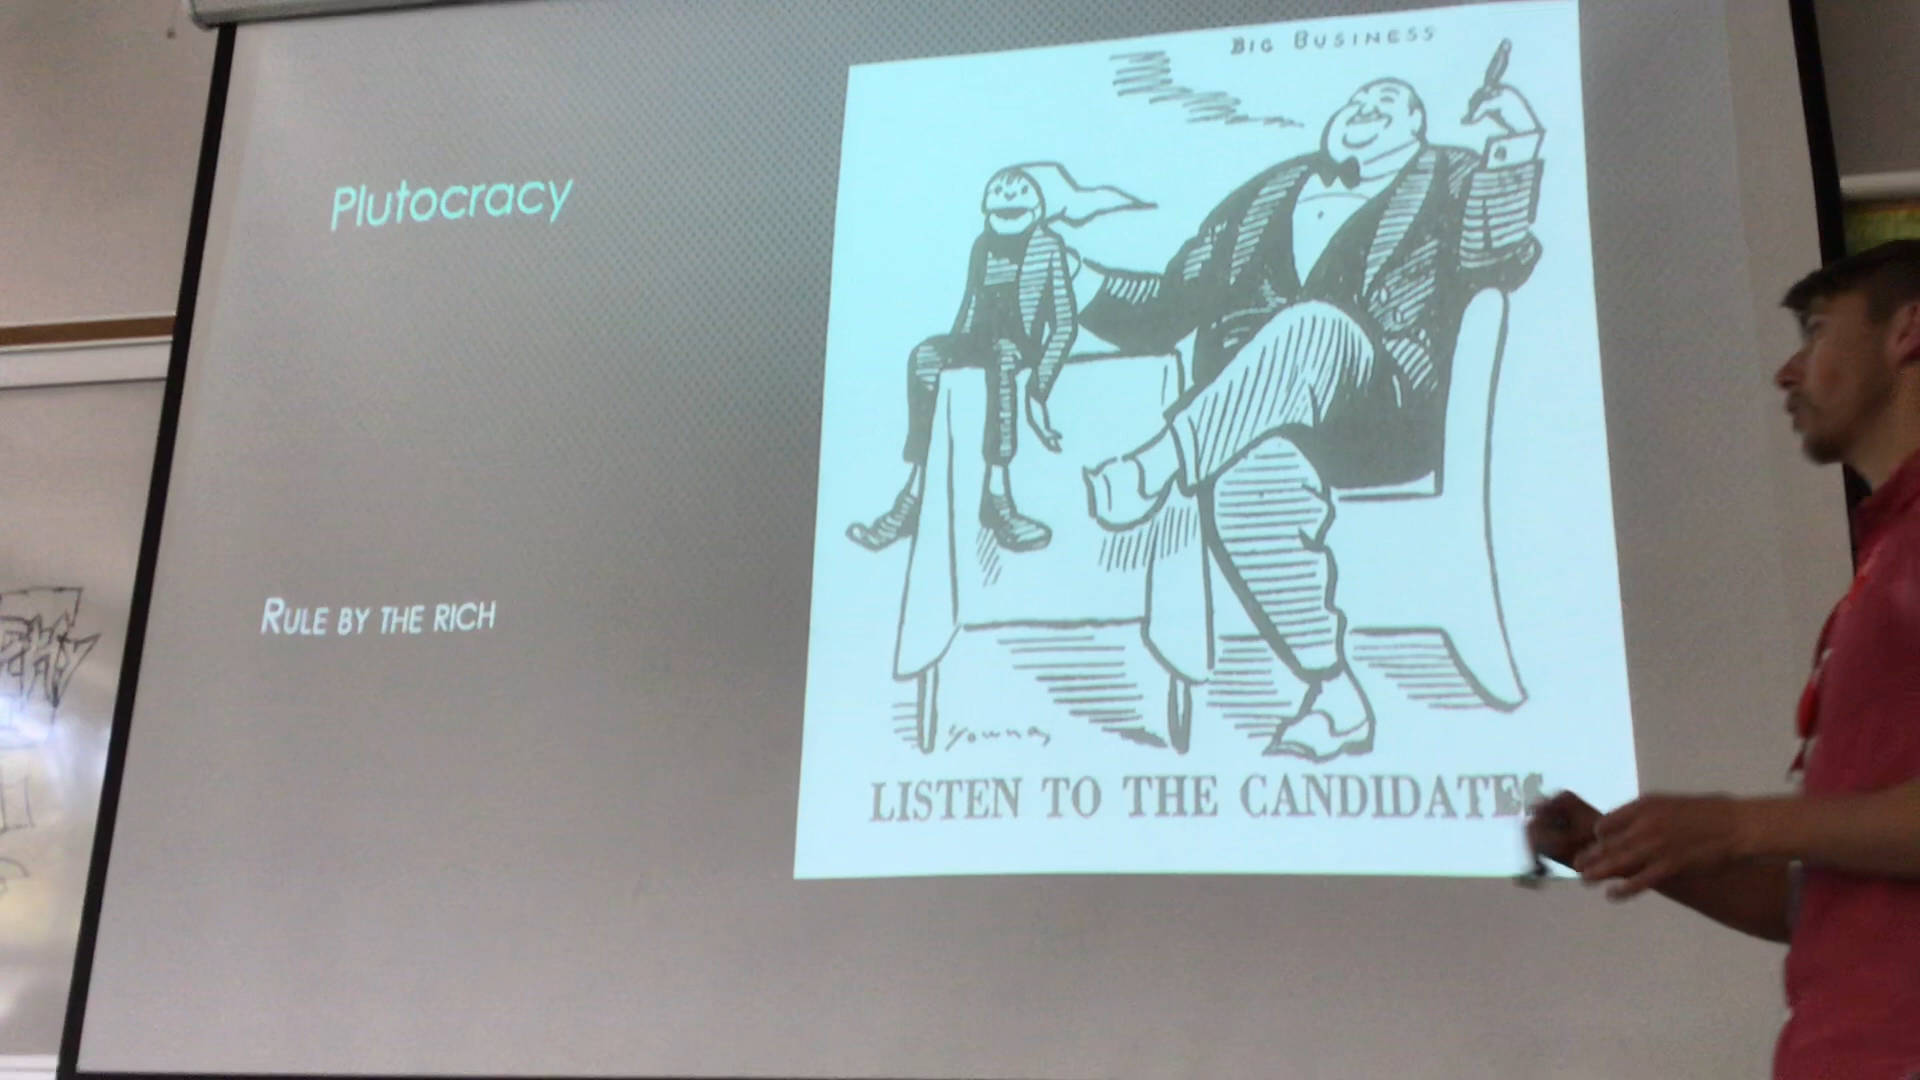 Plutocracy
RULE BY THE RICH
BIG BUSINESS
Young
LISTEN TO THE CANDIDATES